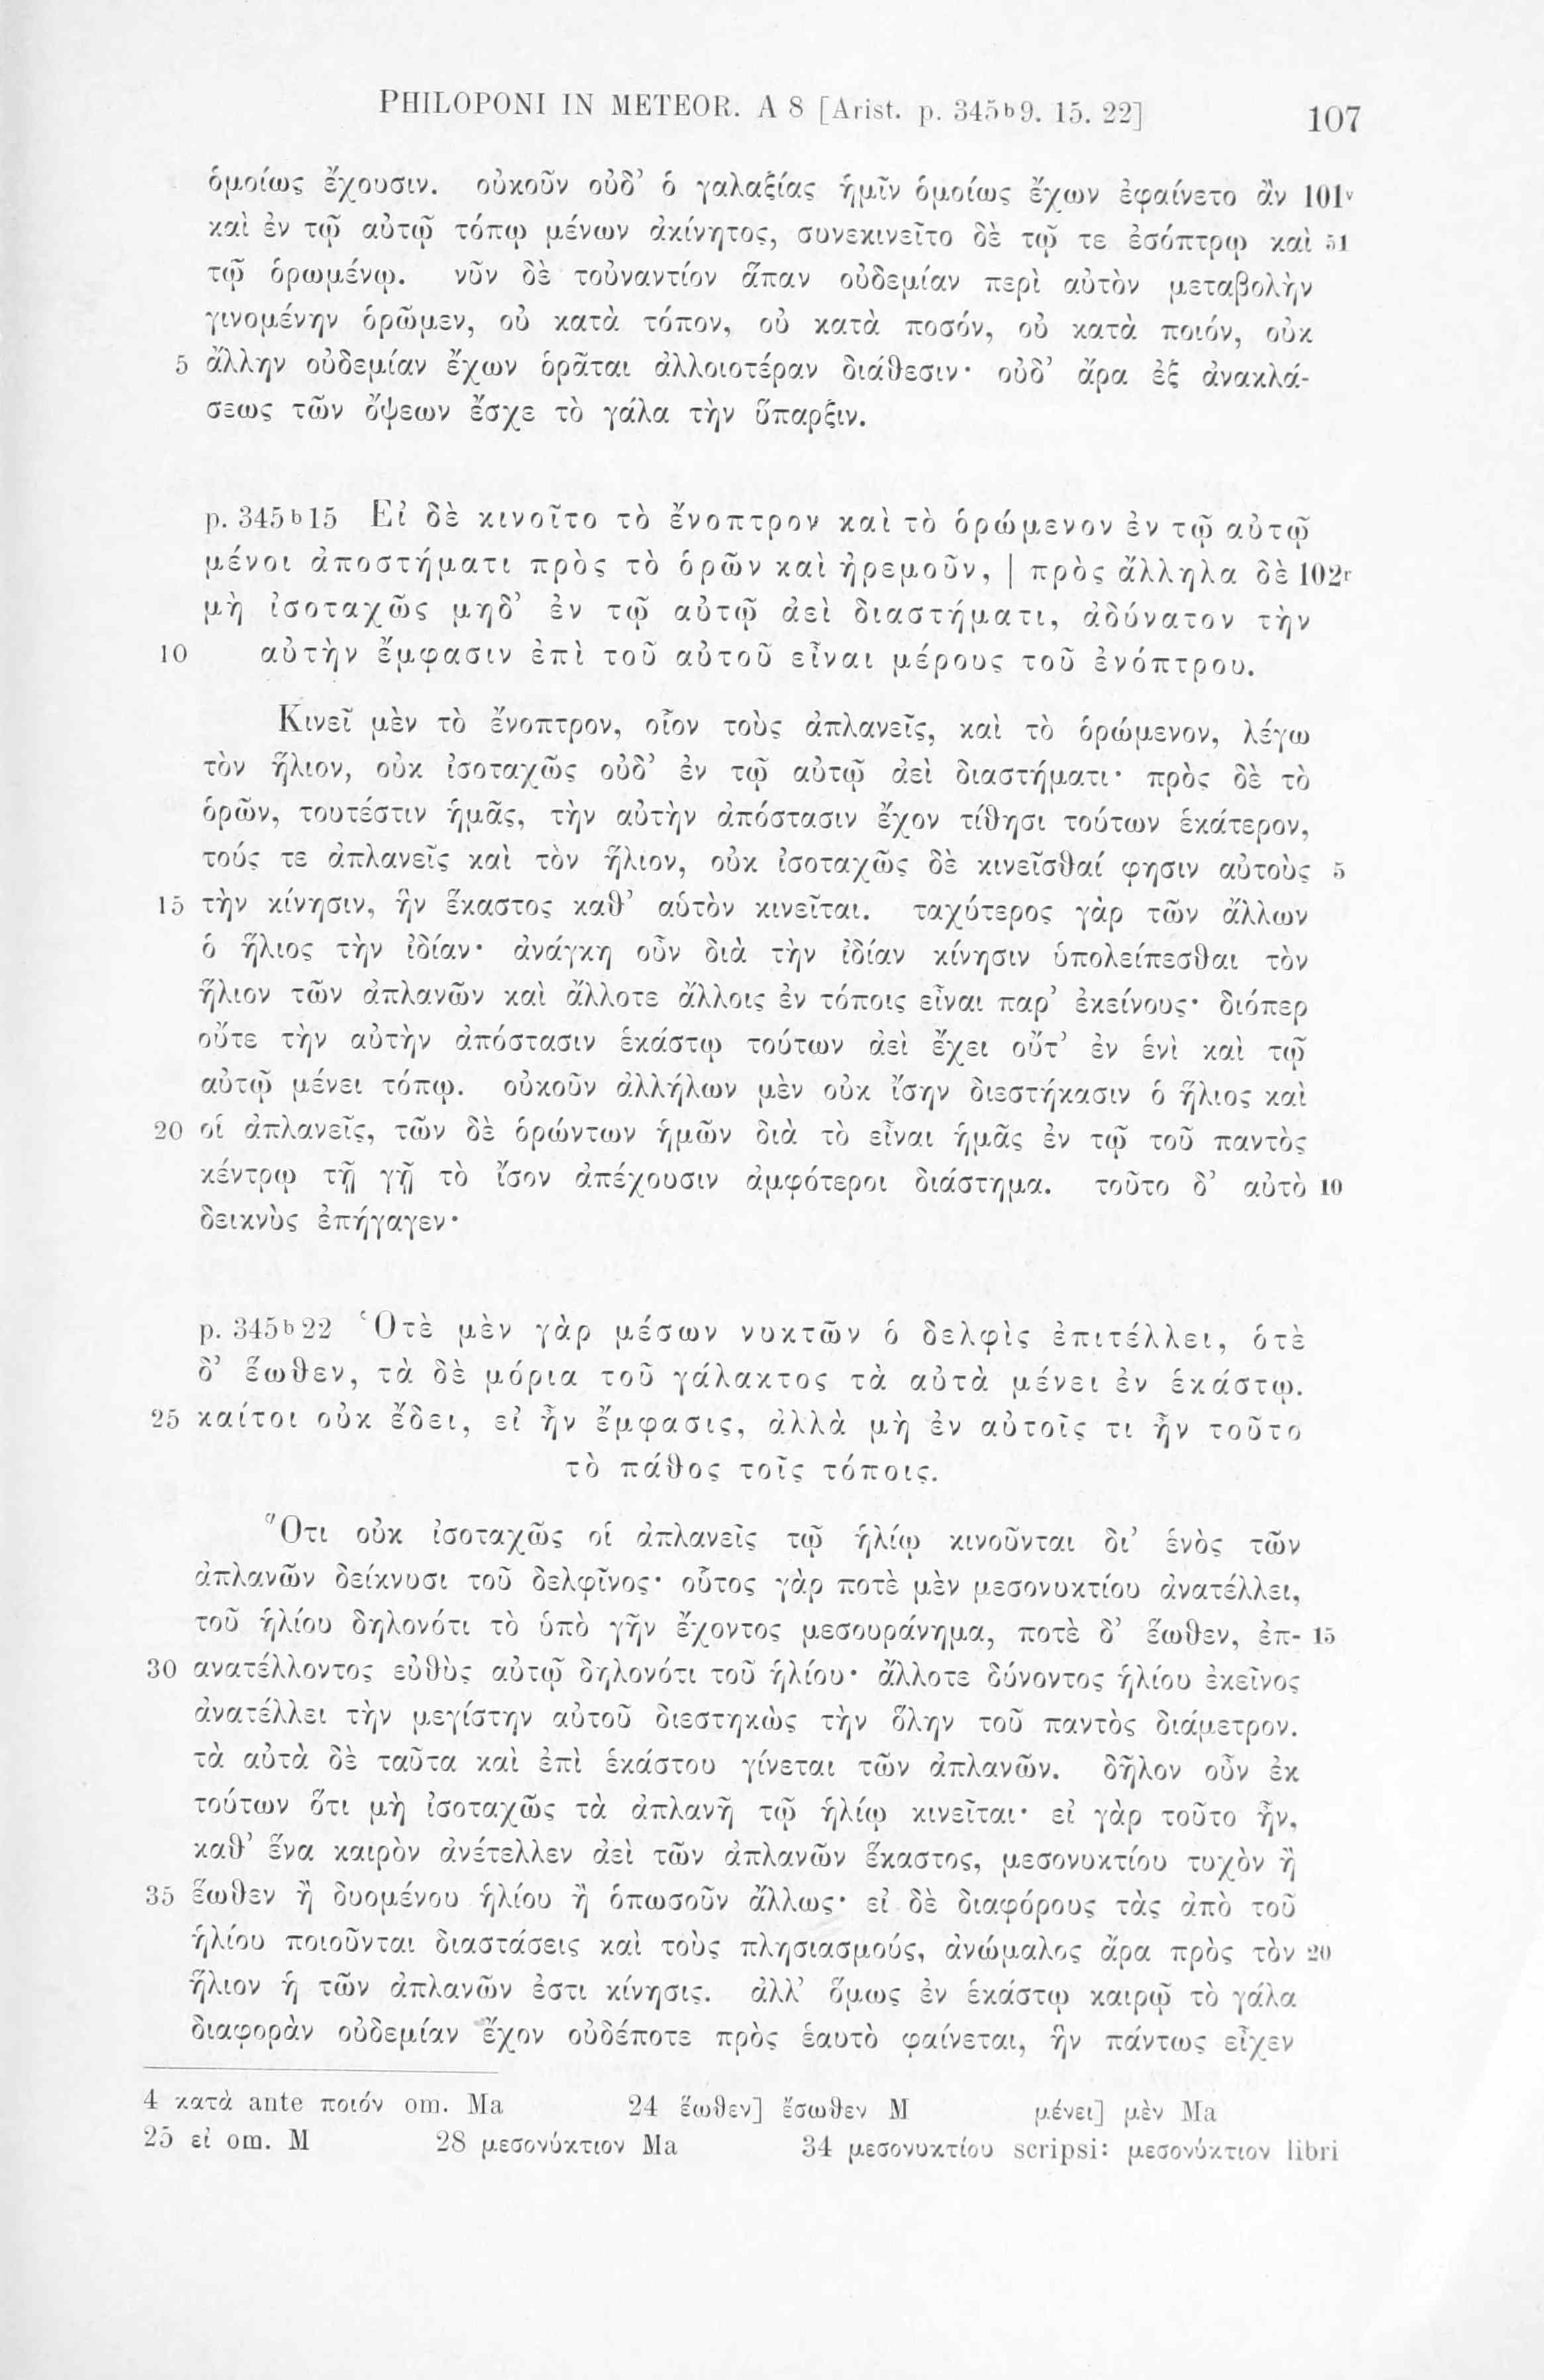 PHILOPONI IN METEOR. A 8 [Arist. p. 345ᵇ9. 15. 22] 107
ὁμοίως ἔχουσιν. οὐκοῦν οὐδ’ ὁ γαλαξίας ἡμῖν ὁμοίως ἔχων ἐφαίνετο ἂν 101ᵛ
καὶ ἐν τῷ αὐτῷ τόπῳ μένων ἀκίνητος, συνεκινεῖτο δὲ τῷ τε ἐσόπτρῳ καὶ 51
τῷ ὁρωμένῳ. νῦν δὲ τοὐναντίον ἅπαν οὐδεμίαν περὶ αὐτὸν μεταβολὴν
γινομένην ὁρῶμεν, οὐ κατὰ τόπον, οὐ κατὰ ποσόν, οὐ κατὰ ποιόν, οὐκ
5 ἄλλην οὐδεμίαν ἔχων ὁρᾶται ἀλλοιοτέραν διάθεσιν· οὐδ’ ἄρα ἐξ ἀνακλά-
σεως τῶν ὄψεων ἔσχε τὸ γάλα τὴν ὕπαρξιν.
p. 345ᵇ15 Εἰ δὲ κινοῖτο τὸ ἔνοπτρον καὶ τὸ ὁρώμενον ἐν τῷ αὐτῷ
μένοι ἀποστήματι πρὸς τὸ ὁρῶν καὶ ἠρεμοῦν, | πρὸς ἄλληλα δὲ 102ʳ
μὴ ἰσοταχῶς μηδ’ ἐν τῷ αὐτῷ ἀεὶ διαστήματι, ἀδύνατον τὴν
10 αὐτὴν ἔμφασιν ἐπὶ τοῦ αὐτοῦ εἶναι μέρους τοῦ ἐνόπτρου.
Κινεῖ μὲν τὸ ἔνοπτρον, οἷον τοὺς ἀπλανεῖς, καὶ τὸ ὁρώμενον, λέγω
τὸν ἥλιον, οὐκ ἰσοταχῶς οὐδ’ ἐν τῷ αὐτῷ ἀεὶ διαστήματι· πρὸς δὲ τὸ
ὁρῶν, τουτέστιν ἡμᾶς, τὴν αὐτὴν ἀπόστασιν ἔχον τίθησι τούτων ἑκάτερον,
τούς τε ἀπλανεῖς καὶ τὸν ἥλιον, οὐκ ἰσοταχῶς δὲ κινεῖσθαί φησιν αὐτοὺς 5
15 τὴν κίνησιν, ἣν ἕκαστος καθ’ αὑτὸν κινεῖται. ταχύτερος γὰρ τῶν ἄλλων
ὁ ἥλιος τὴν ἰδίαν· ἀνάγκη οὖν διὰ τὴν ἰδίαν κίνησιν ὑπολείπεσθαι τὸν
ἥλιον τῶν ἀπλανῶν καὶ ἄλλοτε ἄλλοις ἐν τόποις εἶναι παρ’ ἐκείνους· διόπερ
οὔτε τὴν αὐτὴν ἀπόστασιν ἑκάστῳ τούτων ἀεὶ ἔχει οὔτ’ ἐν ἑνὶ καὶ τῷ
αὐτῷ μένει τόπῳ. οὐκοῦν ἀλλήλων μὲν οὐκ ἴσην διεστήκασιν ὁ ἥλιος καὶ
20 οἱ ἀπλανεῖς, τῶν δὲ ὁρώντων ἡμῶν διὰ τὸ εἶναι ἡμᾶς ἐν τῷ τοῦ παντὸς
κέντρῳ τῇ γῇ τὸ ἴσον ἀπέχουσιν ἀμφότεροι διάστημα. τοῦτο δ’ αὐτὸ 10
δεικνὺς ἐπήγαγεν·
p. 345ᵇ22 Ὁτὲ μὲν γὰρ μέσων νυκτῶν ὁ δελφὶς ἐπιτέλλει, ὁτὲ
δ’ ἕωθεν, τὰ δὲ μόρια τοῦ γάλακτος τὰ αὐτὰ μένει ἐν ἑκάστῳ.
25 καίτοι οὐκ ἔδει, εἰ ἦν ἔμφασις, ἀλλὰ μὴ ἐν αὐτοῖς τι ἦν τοῦτο
τὸ πάθος τοῖς τόποις.
Ὅτι οὐκ ἰσοταχῶς οἱ ἀπλανεῖς τῷ ἡλίῳ κινοῦνται δι’ ἑνὸς τῶν
ἀπλανῶν δείκνυσι τοῦ δελφῖνος· οὗτος γὰρ ποτὲ μὲν μεσονυκτίου ἀνατέλλει,
τοῦ ἡλίου δηλονότι τὸ ὑπὸ γῆν ἔχοντος μεσουράνημα, ποτὲ δ’ ἕωθεν, ἐπ- 15
30 ανατέλλοντος εὐθὺς αὐτῷ δηλονότι τοῦ ἡλίου· ἄλλοτε δύνοντος ἡλίου ἐκεῖνος
ἀνατέλλει τὴν μεγίστην αὐτοῦ διεστηκὼς τὴν ὅλην τοῦ παντὸς διάμετρον.
τὰ αὐτὰ δὲ ταῦτα καὶ ἐπὶ ἑκάστου γίνεται τῶν ἀπλανῶν. δῆλον οὖν ἐκ
τούτων ὅτι μὴ ἰσοταχῶς τὰ ἀπλανῆ τῷ ἡλίῳ κινεῖται· εἰ γὰρ τοῦτο ἦν,
καθ’ ἕνα καιρὸν ἀνέτελλεν ἀεὶ τῶν ἀπλανῶν ἕκαστος, μεσονυκτίου τυχὸν ἢ
35 ἕωθεν ἢ δυομένου ἡλίου ἢ ὁπωσοῦν ἄλλως· εἰ δὲ διαφόρους τὰς ἀπὸ τοῦ
ἡλίου ποιοῦνται διαστάσεις καὶ τοὺς πλησιασμούς, ἀνώμαλος ἄρα πρὸς τὸν 20
ἥλιον ἡ τῶν ἀπλανῶν ἐστι κίνησις. ἀλλ’ ὅμως ἐν ἑκάστῳ καιρῷ τὸ γάλα
διαφορὰν οὐδεμίαν ἔχον οὐδέποτε πρὸς ἑαυτὸ φαίνεται, ἣν πάντως εἶχεν
4 κατὰ ante ποιόν om. Ma 24 ἕωθεν] ἔσωθεν M μένει] μὲν Ma
25 εἰ om. M 28 μεσονύκτιον Ma 34 μεσονυκτίου scripsi: μεσονύκτιον libri